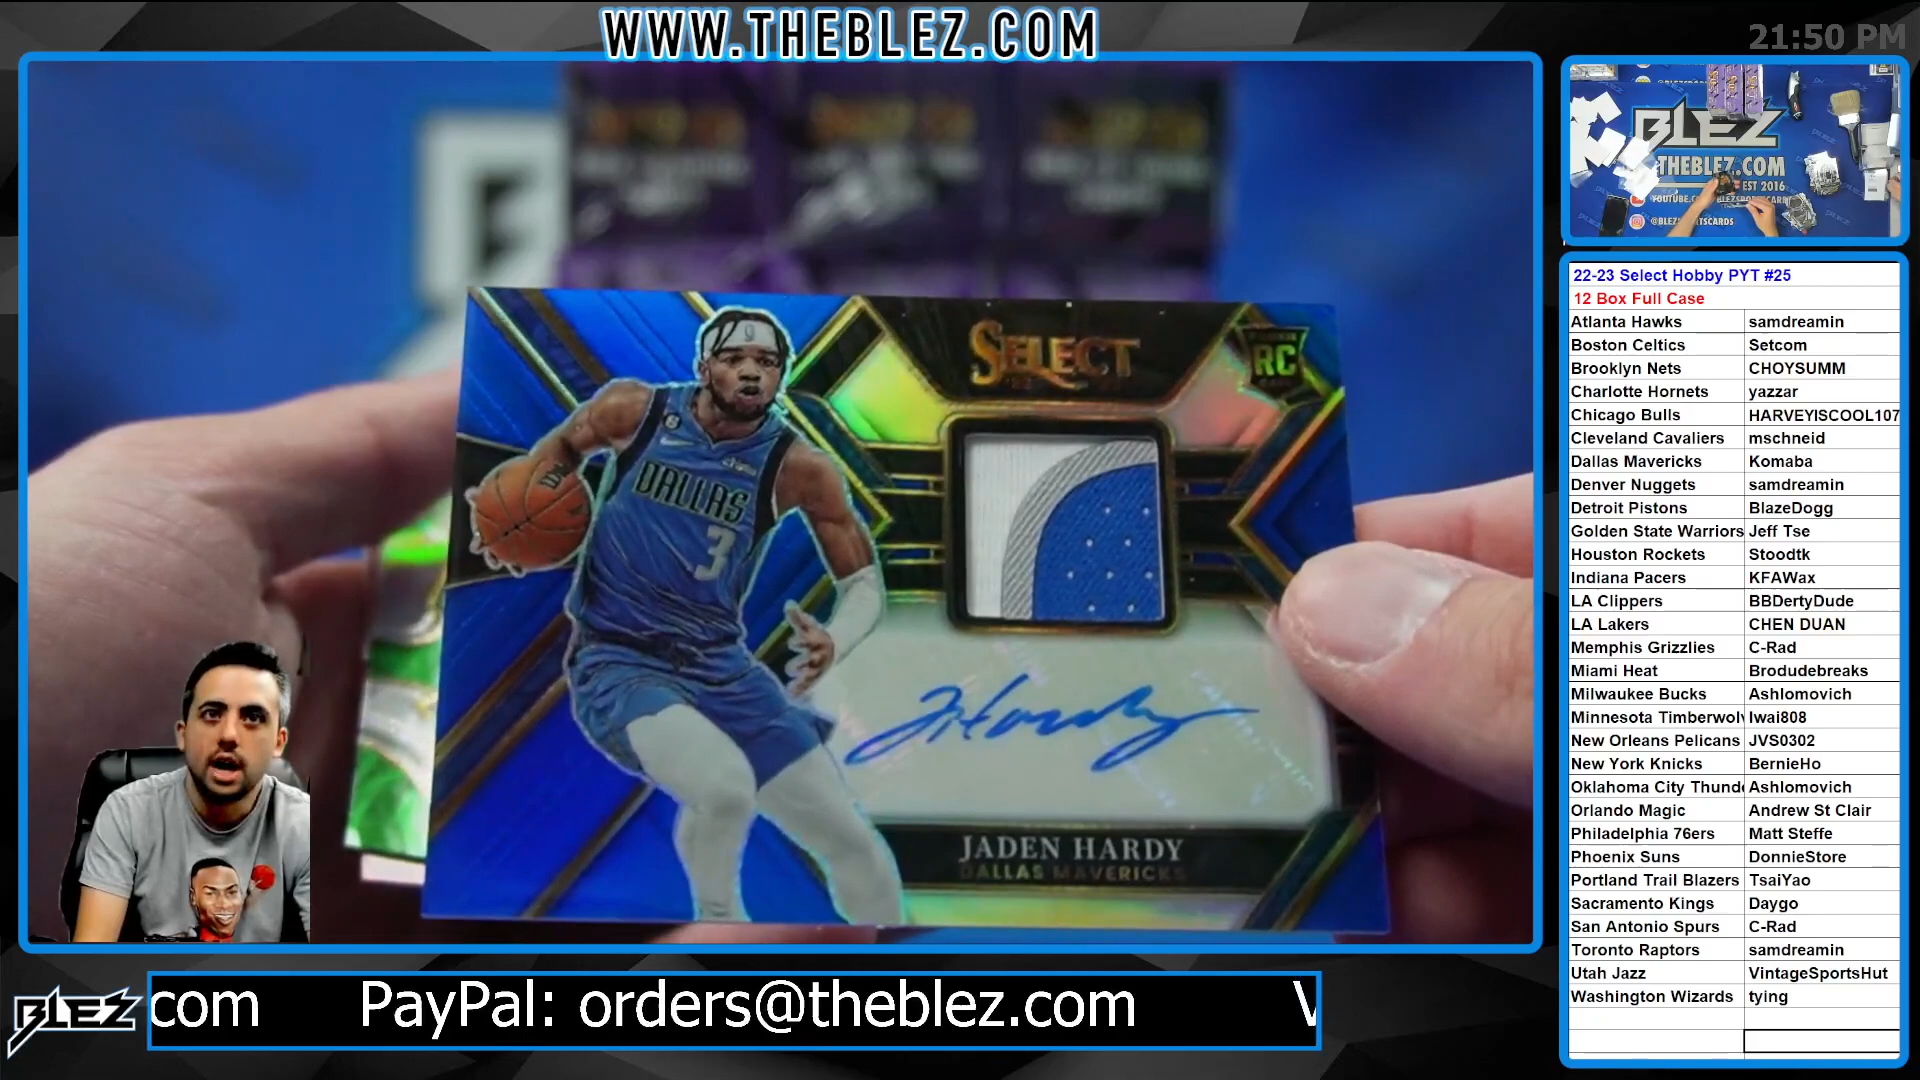 WWW.THEBLEZ.COM
21:50 PM
BLEZ
THEBLEZ.COM
EST 2016
@BLEZSPORTSCARDS
SELECT
RC
9
6
DALLAS
3
J Hardy
JADEN HARDY
DALLAS MAVERICKS
22-23 Select Hobby PYT #25
12 Box Full Case
Atlanta Hawks samdreamin
Boston Celtics Setcom
Brooklyn Nets CHOYSUMM
Charlotte Hornets yazzar
Chicago Bulls HARVEYISCOOL107
Cleveland Cavaliers mschneid
Dallas Mavericks Komaba
Denver Nuggets samdreamin
Detroit Pistons BlazeDogg
Golden State Warriors Jeff Tse
Houston Rockets Stoodtk
Indiana Pacers KFAWax
LA Clippers BBDertyDude
LA Lakers CHEN DUAN
Memphis Grizzlies C-Rad
Miami Heat Brodudebreaks
Milwaukee Bucks Ashlomovich
Minnesota Timberwolv Iwai808
New Orleans Pelicans JVS0302
New York Knicks BernieHo
Oklahoma City Thund Ashlomovich
Orlando Magic Andrew St Clair
Philadelphia 76ers Matt Steffe
Phoenix Suns DonnieStore
Portland Trail Blazers TsaiYao
Sacramento Kings Daygo
San Antonio Spurs C-Rad
Toronto Raptors samdreamin
Utah Jazz VintageSportsHut
Washington Wizards tying
BLEZ
com PayPal: orders@theblez.com V